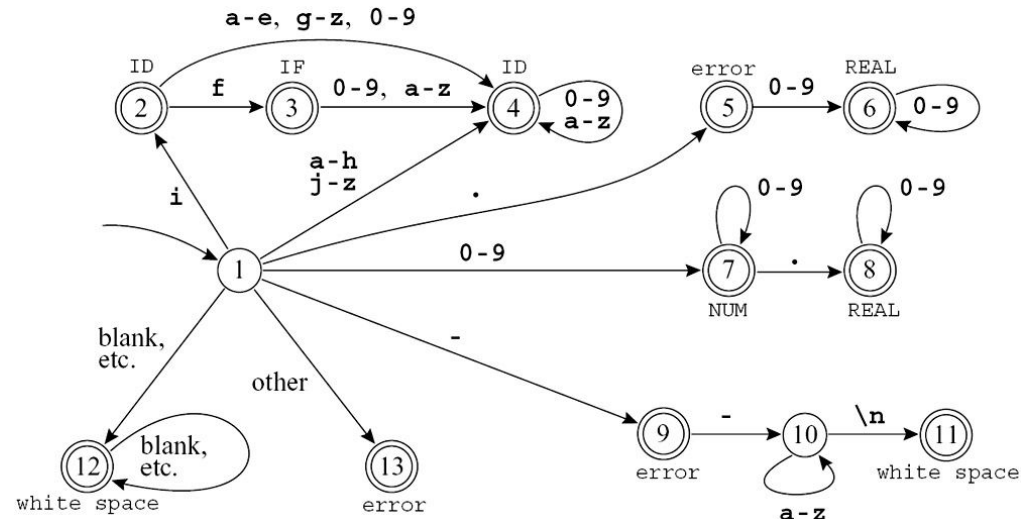 a-e, g-z, 0-9
ID
IF
ID
error
REAL
2
f
3
0-9, a-z
4
0-9
a-z
5
0-9
6
0-9
a-h
j-z
i
.
0-9
0-9
1
0-9
7
.
8
NUM
REAL
blank,
etc.
-
other
12
blank,
etc.
13
9
-
10
\n
11
white space
error
error
white space
a-z